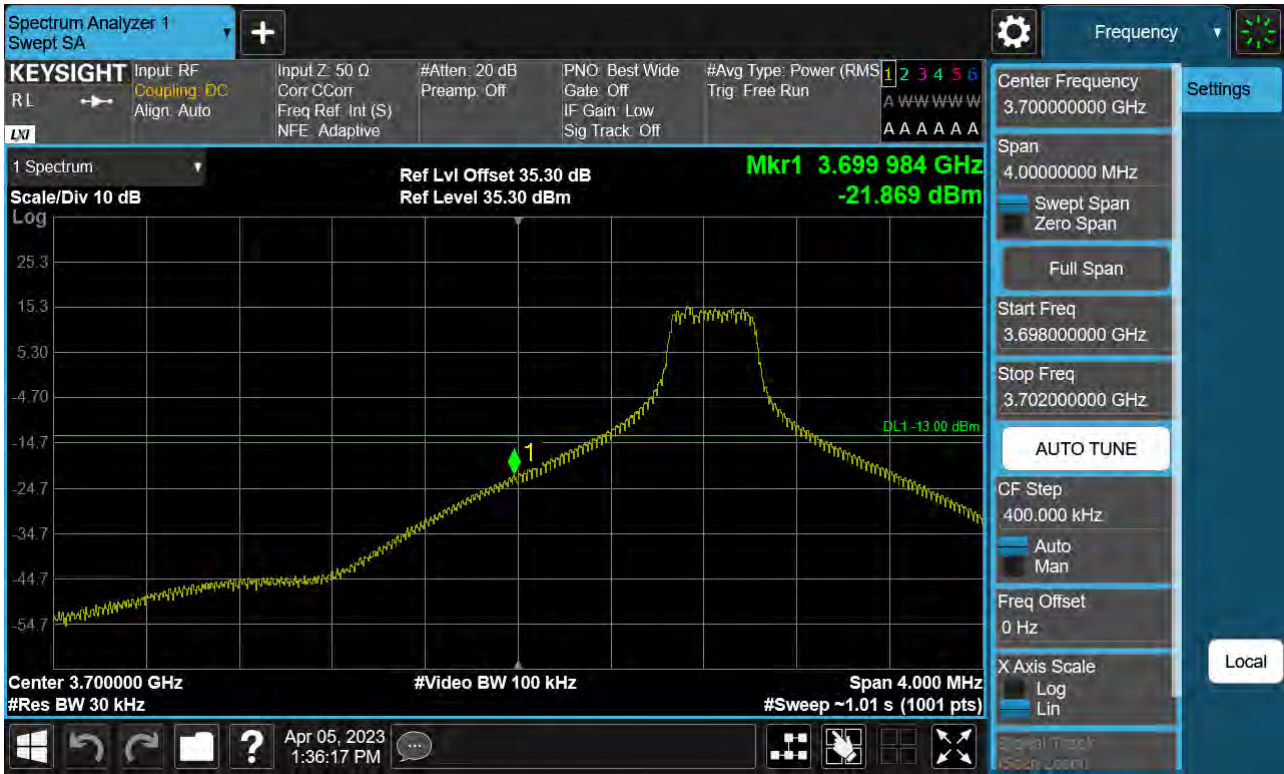 Spectrum Analyzer 1
Swept SA
+
Frequency
KEYSIGHT
RL
LXI
Input: RF
Coupling: DC
Align: Auto
Input Z: 50 Ω
Corr CCorr
Freq Ref: Int (S)
NFE: Adaptive
#Atten: 20 dB
Preamp: Off
PNO: Best Wide
Gate: Off
IF Gain: Low
Sig Track: Off
#Avg Type: Power (RMS
Trig: Free Run
1 2 3 4 5 6
A W W W W W
A A A A A A
1 Spectrum
Scale/Div 10 dB
Log
Ref Lvl Offset 35.30 dB
Ref Level 35.30 dBm
Mkr1 3.699 984 GHz
-21.869 dBm
25.3
15.3
5.30
-4.70
-14.7
-24.7
-34.7
-44.7
-54.7
DL1 -13.00 dBm
1
Center 3.700000 GHz
#Res BW 30 kHz
#Video BW 100 kHz
Span 4.000 MHz
#Sweep ~1.01 s (1001 pts)
Center Frequency
3.700000000 GHz
Settings
Span
4.00000000 MHz
Swept Span
Zero Span
Full Span
Start Freq
3.698000000 GHz
Stop Freq
3.702000000 GHz
AUTO TUNE
CF Step
400.000 kHz
Auto
Man
Freq Offset
0 Hz
X Axis Scale
Log
Lin
Signal Track
(Span Zoom)
Local
?
Apr 05, 2023
1:36:17 PM